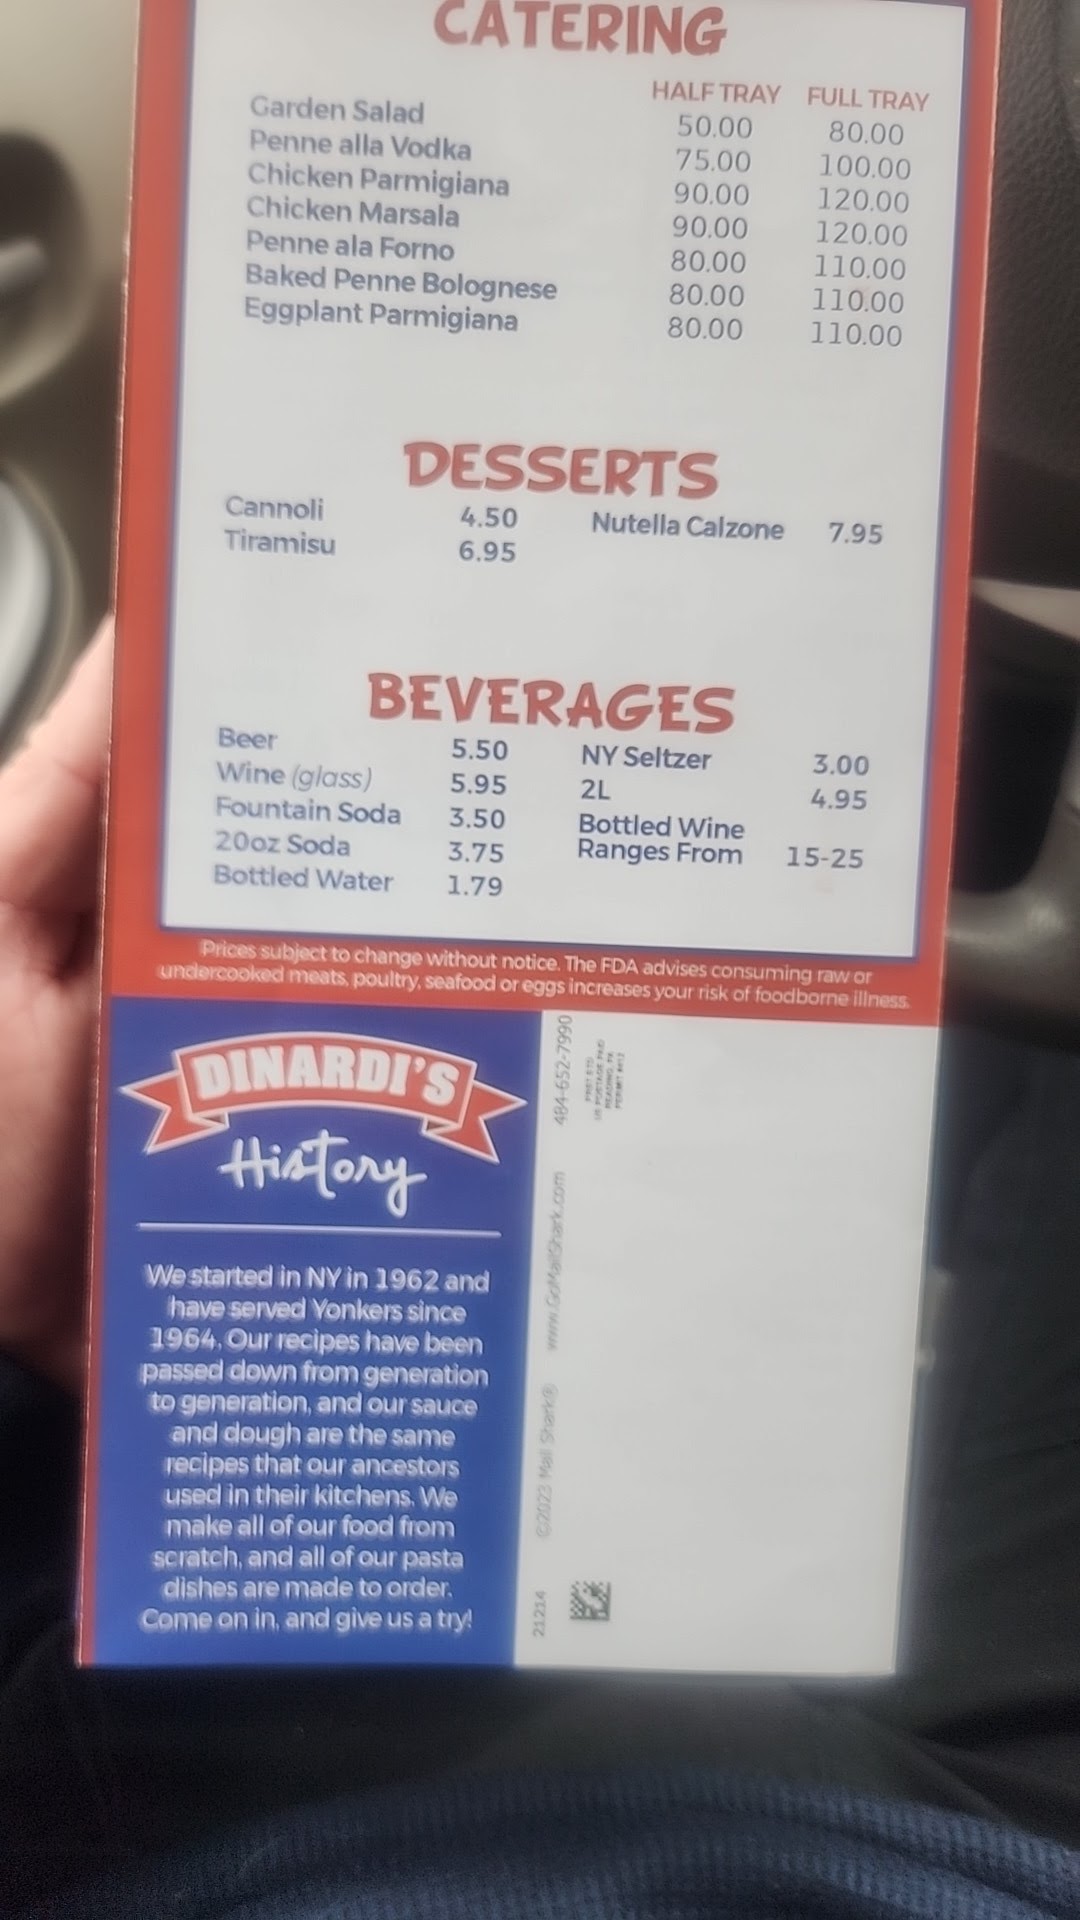 CATERING
HALF TRAY FULL TRAY
Garden Salad 50.00 80.00
Penne alla Vodka 75.00 100.00
Chicken Parmigiana 90.00 120.00
Chicken Marsala 90.00 120.00
Penne ala Forno 80.00 110.00
Baked Penne Bolognese 80.00 110.00
Eggplant Parmigiana 80.00 110.00
DESSERTS
Cannoli 4.50 Nutella Calzone 7.95
Tiramisu 6.95
BEVERAGES
Beer 5.50 NY Seltzer 3.00
Wine (glass) 5.95 2L 4.95
Fountain Soda 3.50 Bottled Wine
20oz Soda 3.75 Ranges From 15-25
Bottled Water 1.79
Prices subject to change without notice. The FDA advises consuming raw or
undercooked meats, poultry, seafood or eggs increases your risk of foodborne illness.
DINARDI'S
History
We started in NY in 1962 and
have served Yonkers since
1964. Our recipes have been
passed down from generation
to generation, and our sauce
and dough are the same
recipes that our ancestors
used in their kitchens. We
make all of our food from
scratch, and all of our pasta
dishes are made to order.
Come on in, and give us a try!
21214 ©2023 Mail Shark® www.GoMailShark.com 484-652-7990
PRST STD
US POSTAGE PAID
READING, PA
PERMIT #412